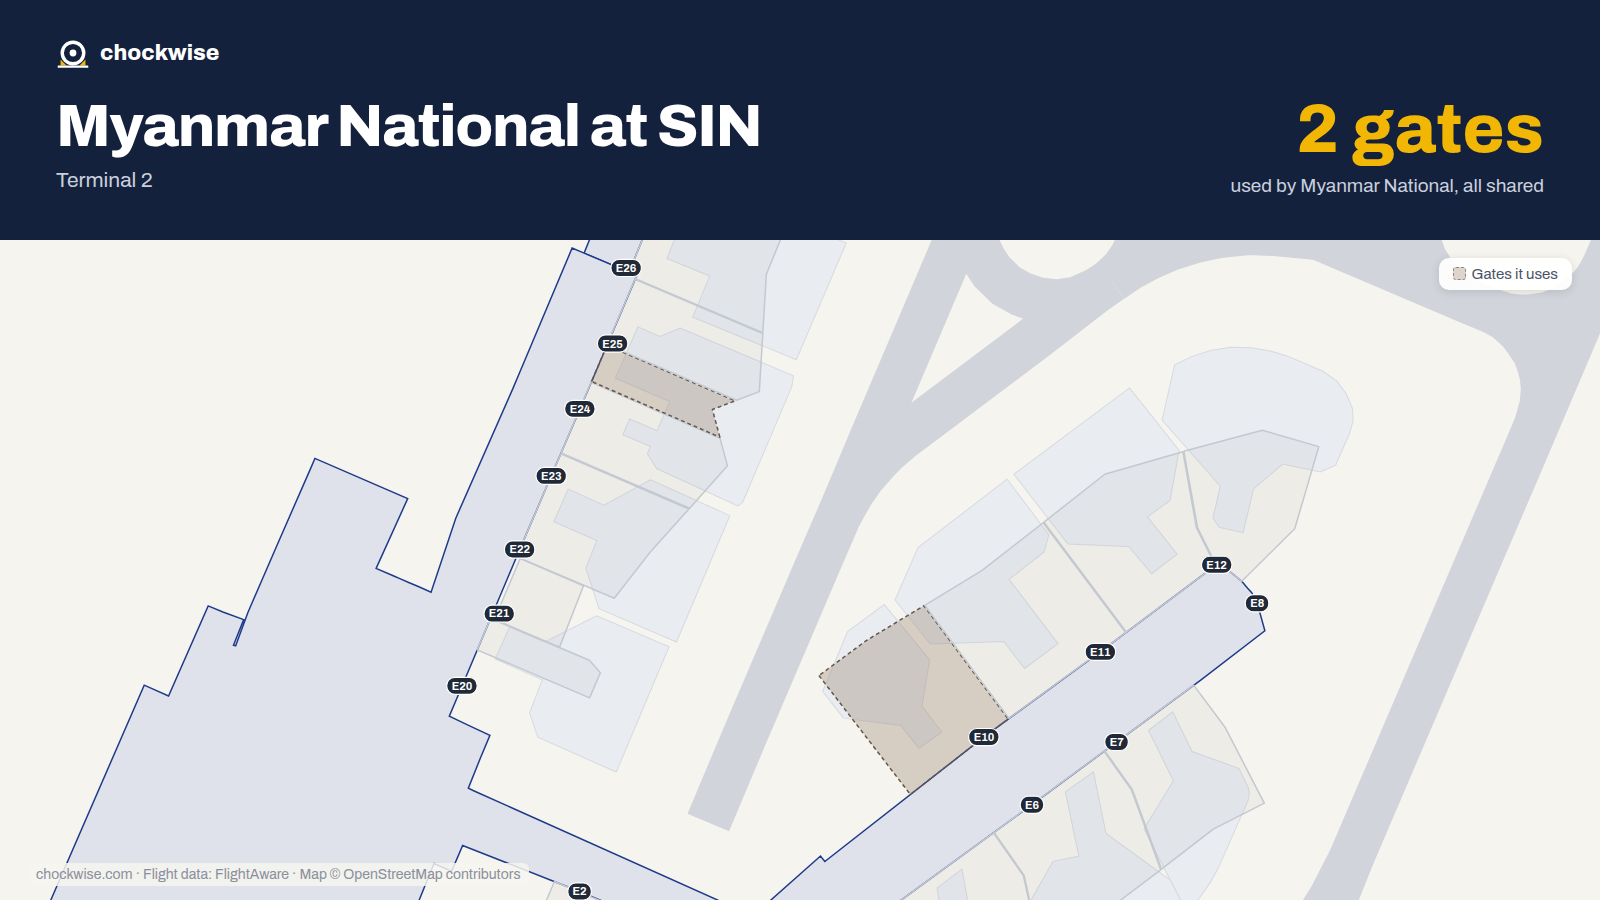 chockwise
Myanmar National at SIN
Terminal 2
2 gates
used by Myanmar National, all shared
Gates it uses
E26
E25
E24
E23
E22
E21
E20
E12
E8
E11
E10
E7
E6
E2
chockwise.com · Flight data: FlightAware · Map © OpenStreetMap contributors